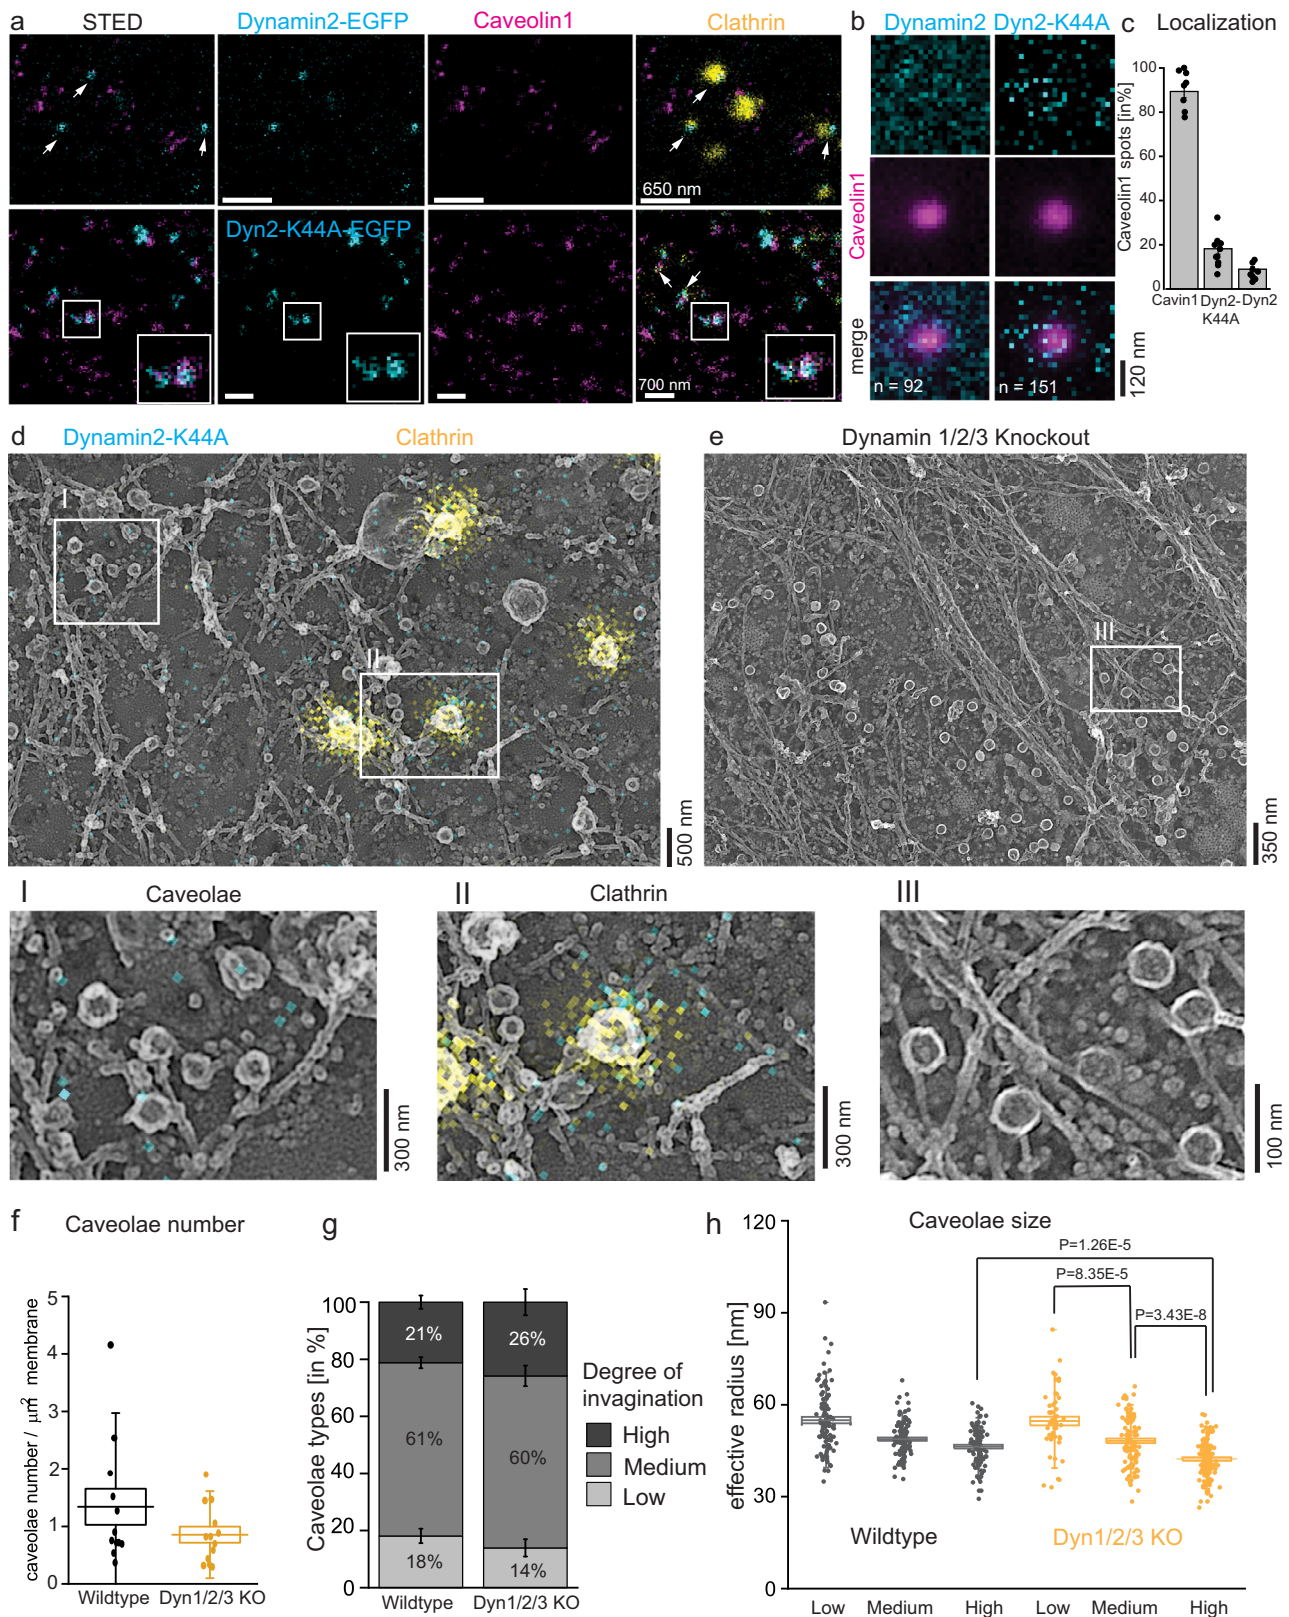 a
STED
Dynamin2-EGFP
Caveolin1
Clathrin
650 nm
Dyn2-K44A-EGFP
700 nm
b
Dynamin2 Dyn2-K44A
Caveolin1
merge
n = 92
n = 151
120 nm
c
Localization
Caveolin1 spots [in%]
100
80
60
40
20
0
Cavin1 Dyn2-K44A Dyn2
d
Dynamin2-K44A
Clathrin
I
II
500 nm
e
Dynamin 1/2/3 Knockout
III
350 nm
I
Caveolae
300 nm
II
Clathrin
300 nm
III
100 nm
f
Caveolae number
caveolae number / µm² membrane
5
4
3
2
1
0
Wildtype Dyn1/2/3 KO
g
Caveolae types [in %]
100
80
60
40
20
0
21%
61%
18%
26%
60%
14%
Wildtype Dyn1/2/3 KO
Degree of
invagination
High
Medium
Low
h
Caveolae size
effective radius [nm]
120
90
60
30
0
P=1.26E-5
P=8.35E-5
P=3.43E-8
Wildtype
Dyn1/2/3 KO
Low Medium High Low Medium High